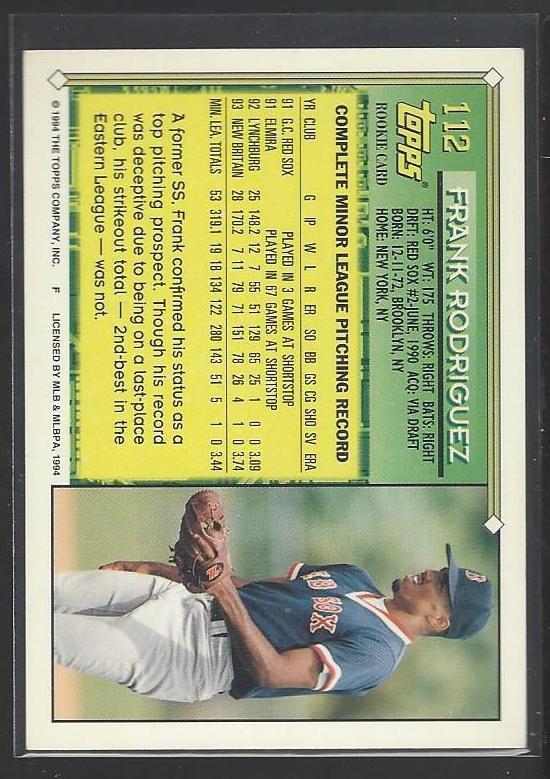 112
FRANK RODRIGUEZ
TOPPS®
ROOKIE CARD
HT: 6'0" WT: 175 THROWS: RIGHT BATS: RIGHT
DRAFT: RED SOX #2-JUNE, 1990 ACQ: VIA DRAFT
BORN: 12-11-72, BROOKLYN, NY
HOME: NEW YORK, NY
COMPLETE MINOR LEAGUE PITCHING RECORD
YR CLUB G IP W L R ER SO BB GS CG SHO SV ERA
91 G.C. RED SOX PLAYED IN 3 GAMES AT SHORTSTOP
91 ELMIRA PLAYED IN 67 GAMES AT SHORTSTOP
92 LYNCHBURG 25 148.2 12 7 55 51 129 65 25 1 0 0 3.09
93 NEW BRITAIN 28 170.2 7 11 79 71 151 78 26 4 1 0 3.74
MIN. LEA. TOTALS 53 319.1 19 18 134 122 280 143 51 5 1 0 3.44
A former SS, Frank confirmed his status as a
top pitching prospect. Though his record
was deceptive due to being on a last-place
club, his strikeout total — 2nd-best in the
Eastern League — was not.
© 1994 THE TOPPS COMPANY, INC. F LICENSED BY MLB & MLBPA, 1994
RED SOX